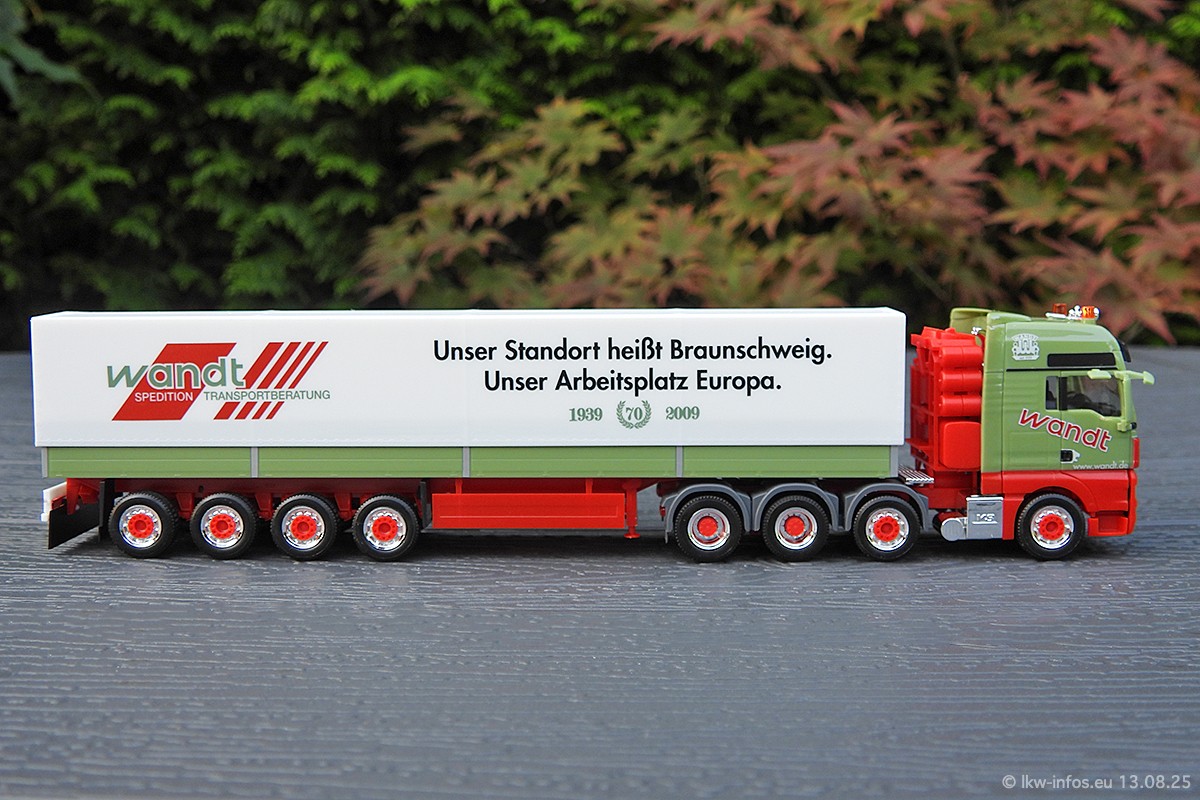 wandt
SPEDITION TRANSPORTBERATUNG
Unser Standort heißt Braunschweig.
Unser Arbeitsplatz Europa.
1939 70 2009
wandt
www.wandt.de
© lkw-infos.eu 13.08.25